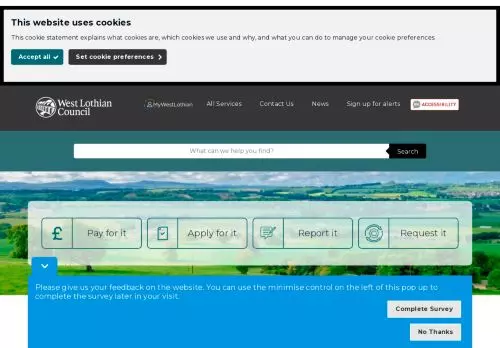 This website uses cookies
This cookie statement explains what cookies are, which cookies we use and why, and what you can do to manage your cookie preferences.
Accept all
Set cookie preferences
West Lothian
Council
MyWestLothian
All Services
Contact Us
News
Sign up for alerts
ACCESSIBILITY
What can we help you find?
Search
£
Pay for it
Apply for it
Report it
Request it
Please give us your feedback on the website. You can use the minimise control on the left of this pop up to
complete the survey later in your visit.
Complete Survey
No Thanks